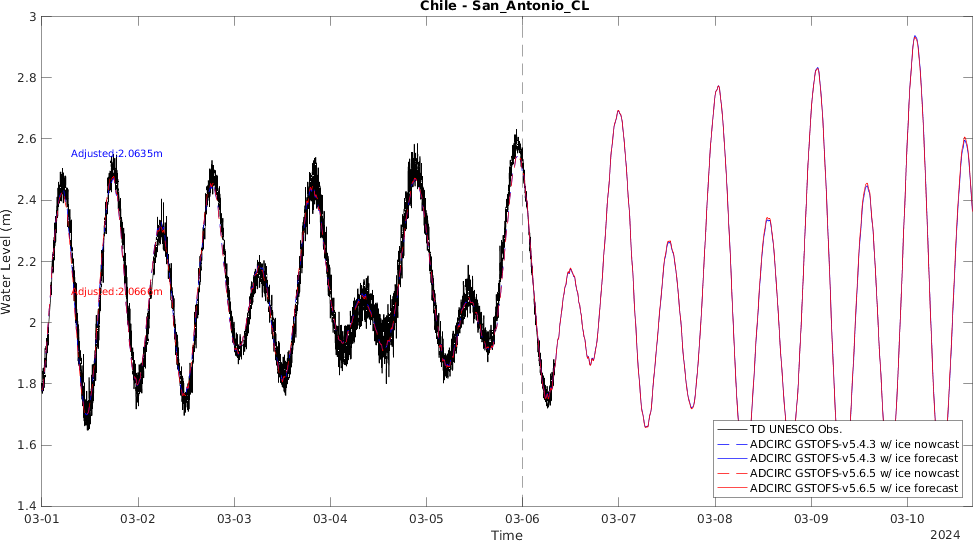 Chile - San_Antonio_CL
3
2.8
2.6
2.4
2.2
2
1.8
1.6
1.4
Water Level (m)
Adjusted:2.0635m
Adjusted:2.0666m
TD UNESCO Obs.
ADCIRC GSTOFS-v5.4.3 w/ ice nowcast
ADCIRC GSTOFS-v5.4.3 w/ ice forecast
ADCIRC GSTOFS-v5.6.5 w/ ice nowcast
ADCIRC GSTOFS-v5.6.5 w/ ice forecast
03-01 03-02 03-03 03-04 03-05 03-06 03-07 03-08 03-09 03-10
Time
2024